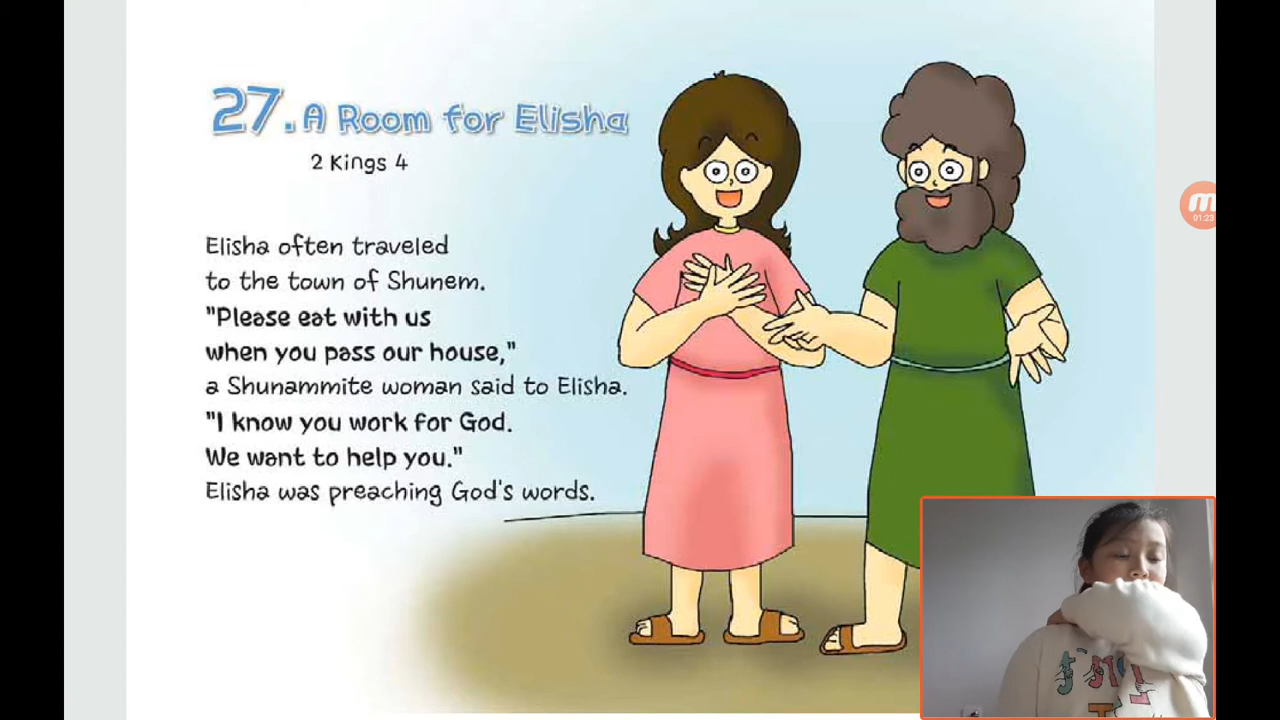 27. A Room for Elisha
2 Kings 4
Elisha often traveled
to the town of Shunem.
"Please eat with us
when you pass our house,"
a Shunammite woman said to Elisha.
"I know you work for God.
We want to help you."
Elisha was preaching God's words.
01:23